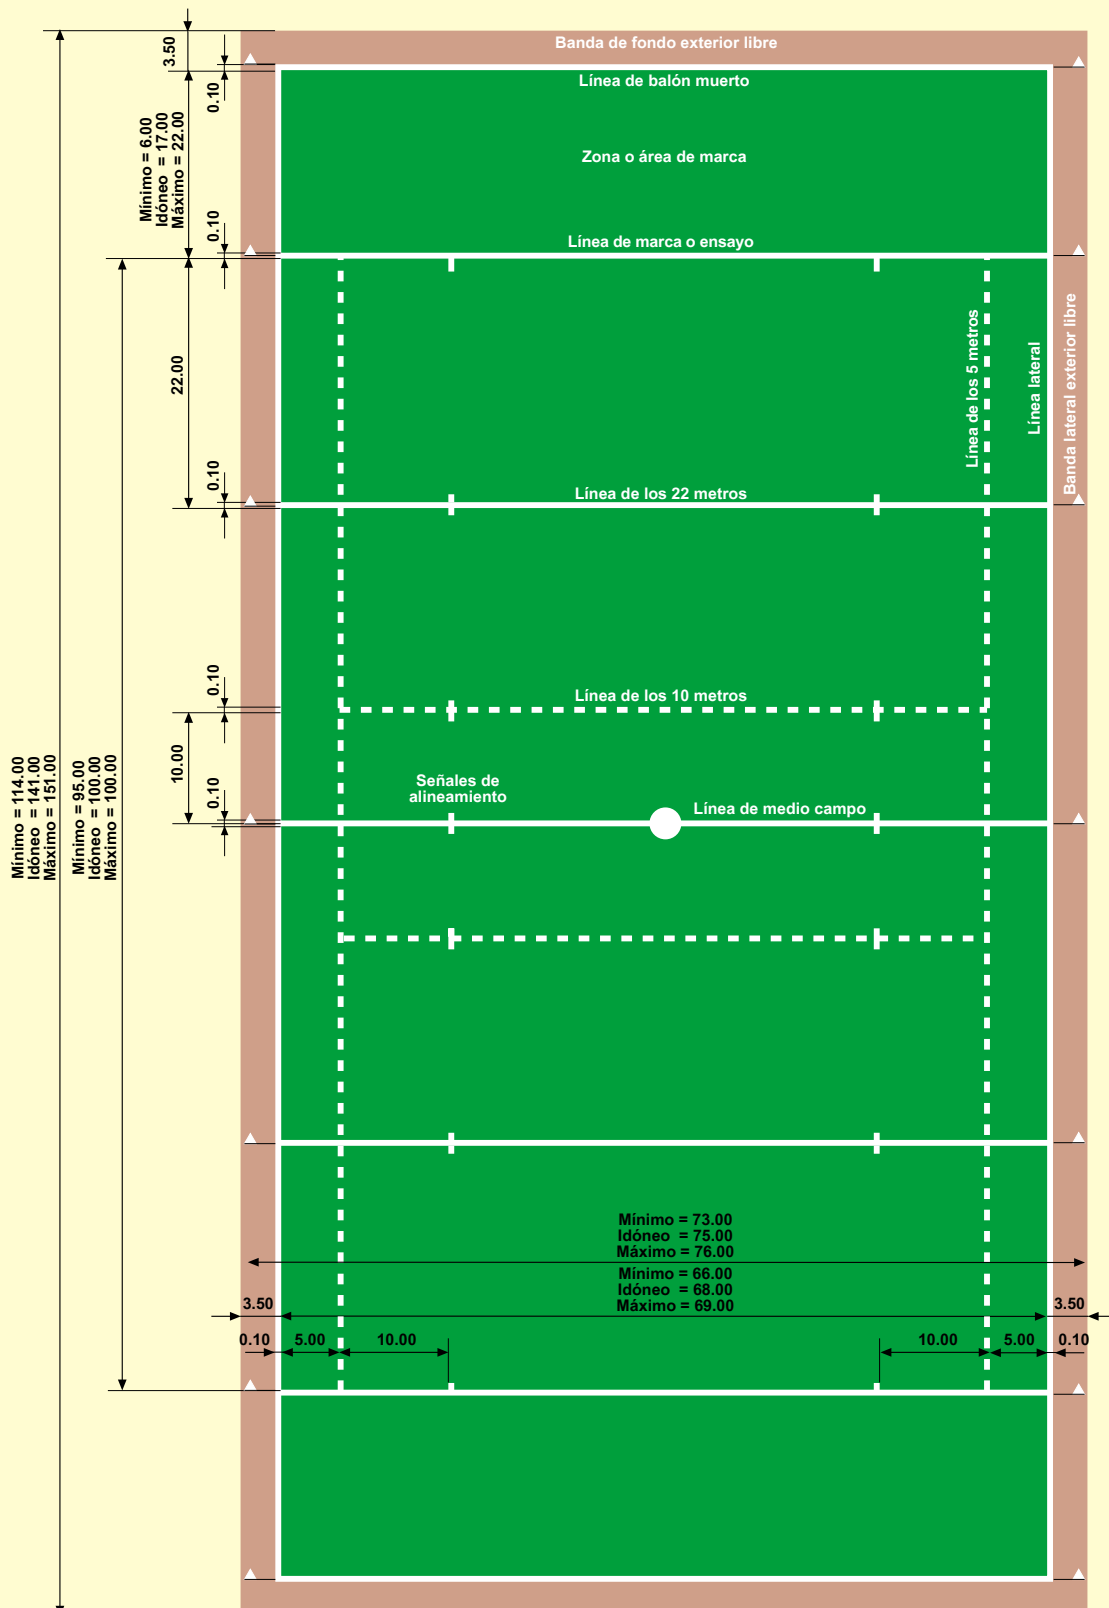 Banda de fondo exterior libre
3.50
0.10
Línea de balón muerto
Mínimo = 6.00
Idóneo = 17.00
Máximo = 22.00
Zona o área de marca
0.10
Línea de marca o ensayo
22.00
Línea de los 5 metros
Línea lateral
Banda lateral exterior libre
0.10
Línea de los 22 metros
0.10
Línea de los 10 metros
10.00
0.10
Señales de
alineamiento
Línea de medio campo
Mínimo = 114.00
Idóneo = 141.00
Máximo = 151.00
Mínimo = 95.00
Idóneo = 100.00
Máximo = 100.00
Mínimo = 73.00
Idóneo = 75.00
Máximo = 76.00
Mínimo = 66.00
Idóneo = 68.00
Máximo = 69.00
3.50
3.50
0.10
5.00
10.00
10.00
5.00
0.10